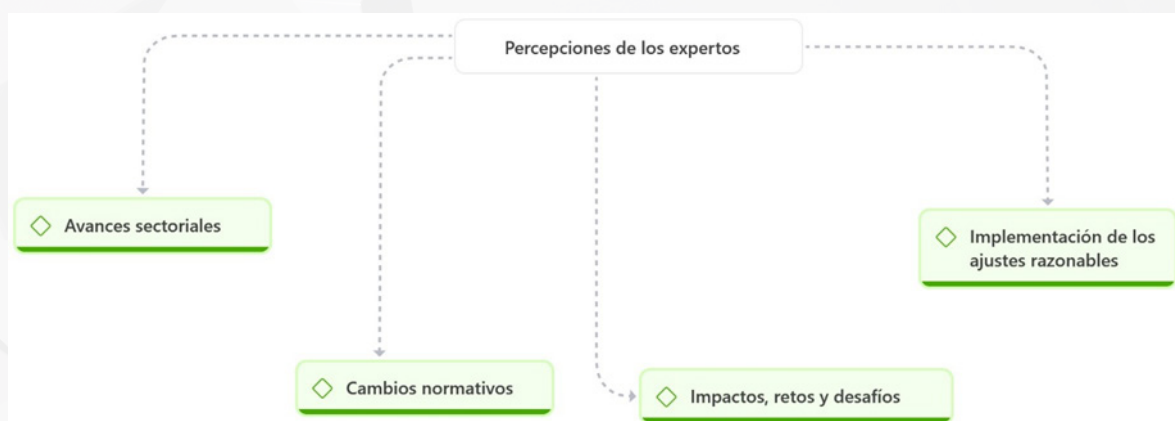 Percepciones de los expertos
Avances sectoriales
Implementación de los
ajustes razonables
Cambios normativos
Impactos, retos y desafíos